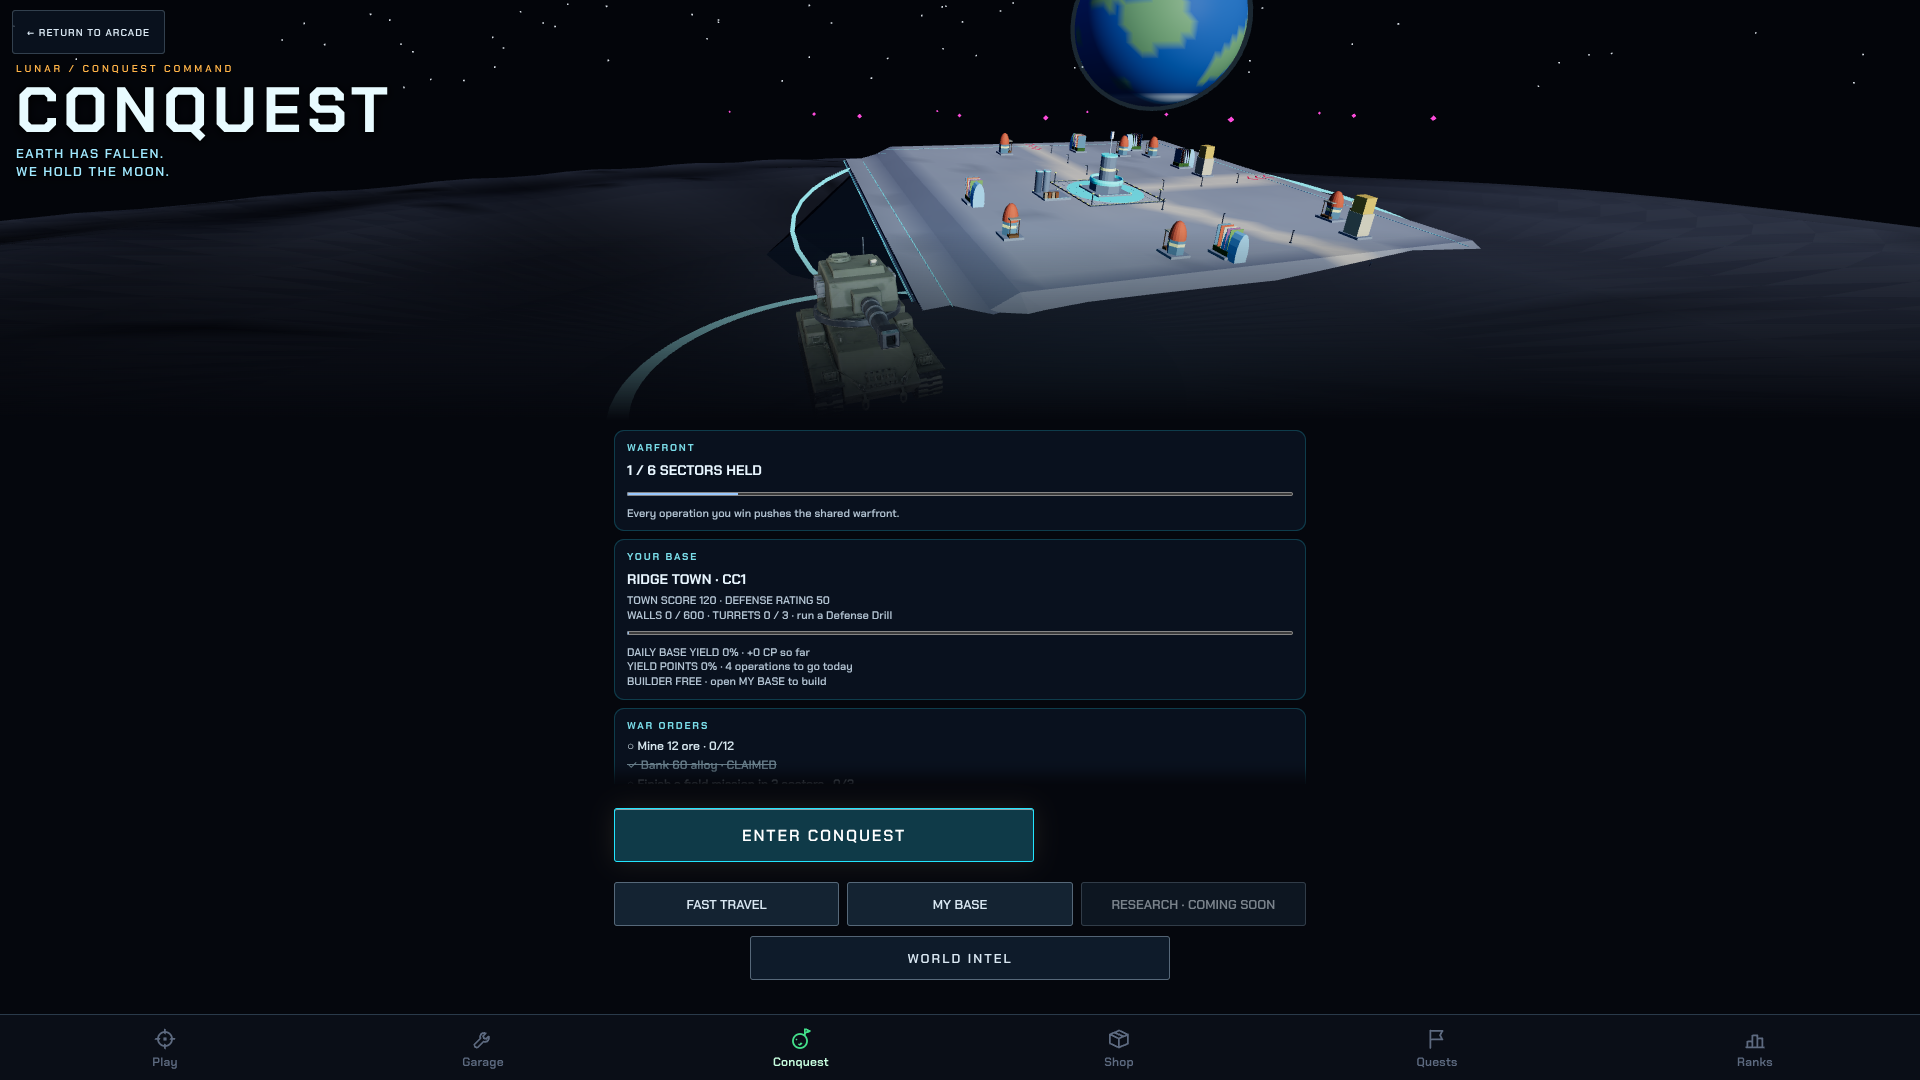 ← RETURN TO ARCADE
LUNAR / CONQUEST COMMAND
CONQUEST
EARTH HAS FALLEN.
WE HOLD THE MOON.
WARFRONT
1 / 6 SECTORS HELD
Every operation you win pushes the shared warfront.
YOUR BASE
RIDGE TOWN · CC1
TOWN SCORE 120 · DEFENSE RATING 50
WALLS 0 / 600 · TURRETS 0 / 3 · run a Defense Drill
DAILY BASE YIELD 0% · +0 CP so far
YIELD POINTS 0% · 4 operations to go today
BUILDER FREE · open MY BASE to build
WAR ORDERS
○ Mine 12 ore · 0/12
✓ Bank 60 alloy · CLAIMED
ENTER CONQUEST
FAST TRAVEL
MY BASE
RESEARCH · COMING SOON
WORLD INTEL
Play
Garage
Conquest
Shop
Quests
Ranks